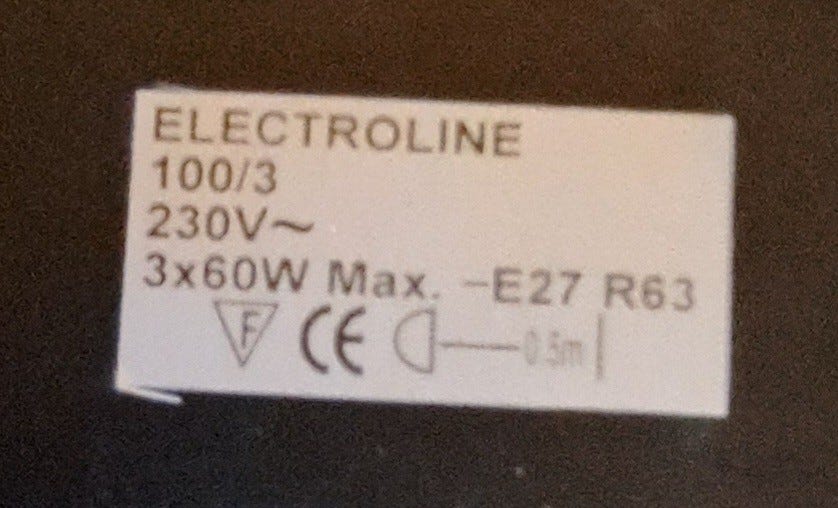 ELECTROLINE
100/3
230V~
3x60W Max. -E27 R63
F CE 0.5m